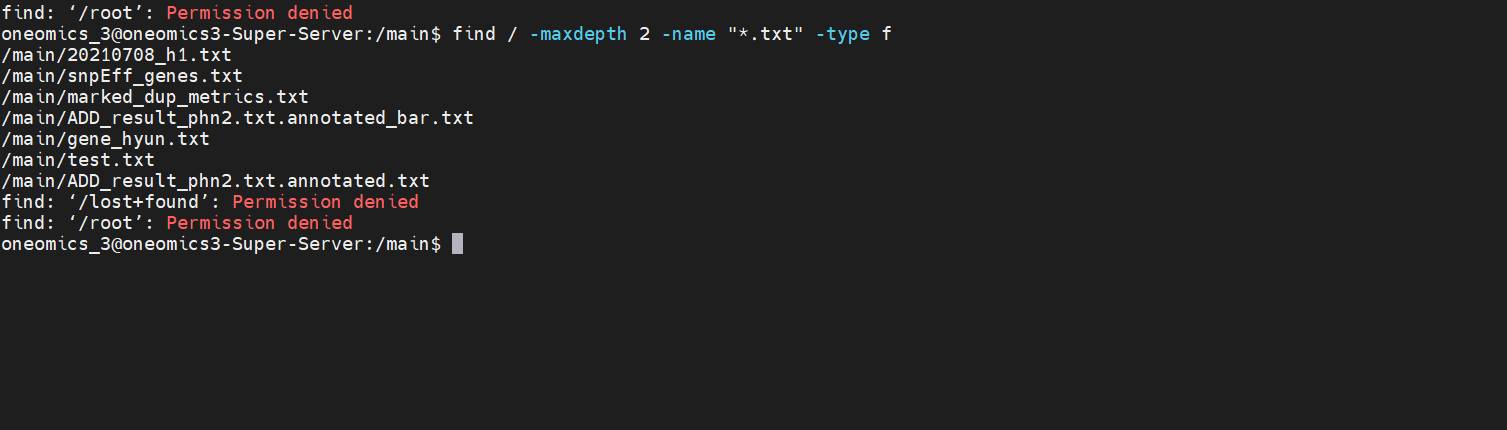 find: ‘/root’: Permission denied
oneomics_3@oneomics3-Super-Server:/main$ find / -maxdepth 2 -name "*.txt" -type f
/main/20210708_h1.txt
/main/snpEff_genes.txt
/main/marked_dup_metrics.txt
/main/ADD_result_phn2.txt.annotated_bar.txt
/main/gene_hyun.txt
/main/test.txt
/main/ADD_result_phn2.txt.annotated.txt
find: ‘/lost+found’: Permission denied
find: ‘/root’: Permission denied
oneomics_3@oneomics3-Super-Server:/main$